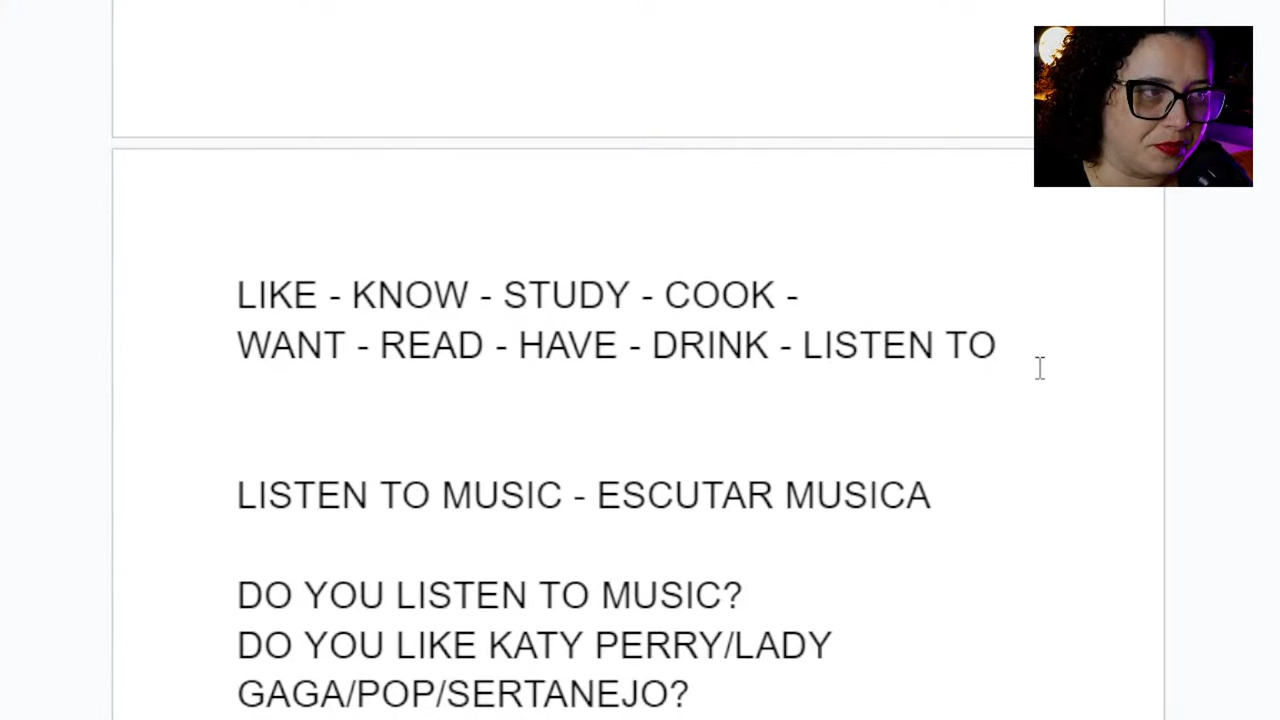 LIKE - KNOW - STUDY - COOK -
WANT - READ - HAVE - DRINK - LISTEN TO
LISTEN TO MUSIC - ESCUTAR MUSICA
DO YOU LISTEN TO MUSIC?
DO YOU LIKE KATY PERRY/LADY
GAGA/POP/SERTANEJO?